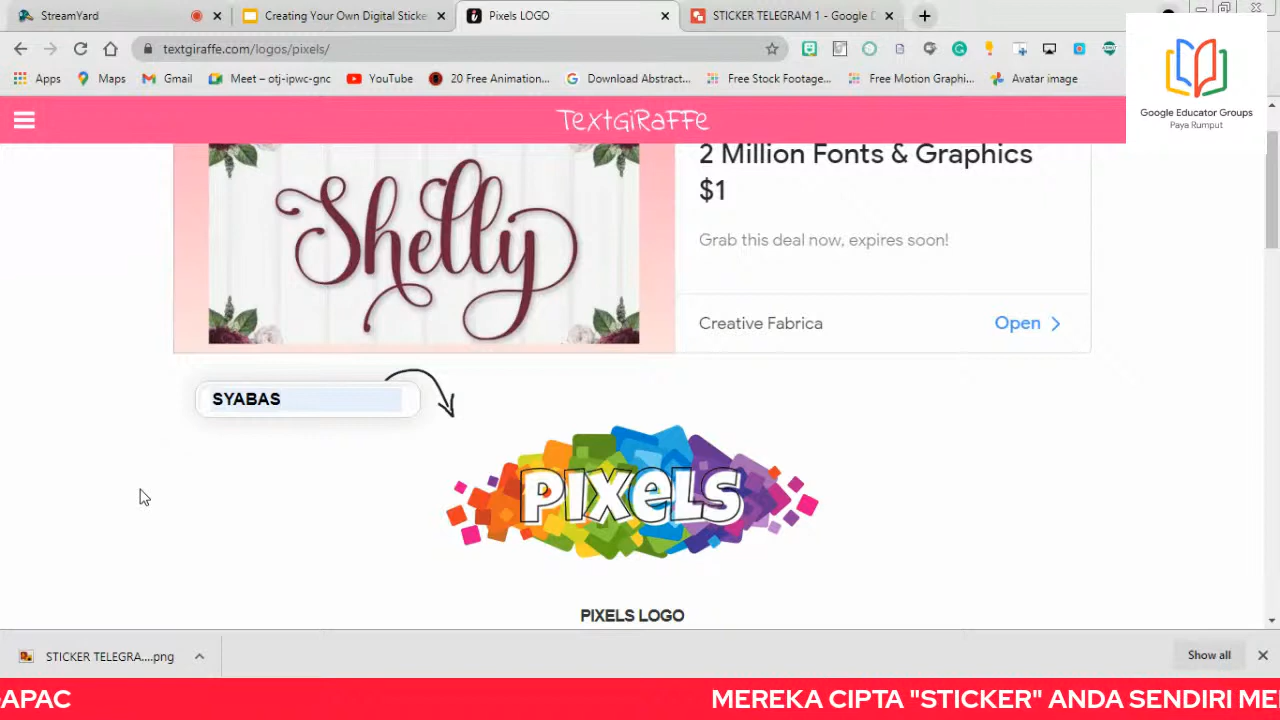 StreamYard
Creating Your Own Digital Sticke
Pixels LOGO
STICKER TELEGRAM 1 - Google D
textgiraffe.com/logos/pixels/
Apps
Maps
Gmail
Meet – otj-ipwc-gnc
YouTube
20 Free Animation...
Download Abstract...
Free Stock Footage...
Free Motion Graphi...
Avatar image
Google Educator Groups
Paya Rumput
TextGiRaFFe
Shelly
2 Million Fonts & Graphics
$1
Grab this deal now, expires soon!
Creative Fabrica
Open
SYABAS
PIXeLS
PIXELS LOGO
STICKER TELEGRA....png
Show all
GAPAC
MEREKA CIPTA "STICKER" ANDA SENDIRI ME